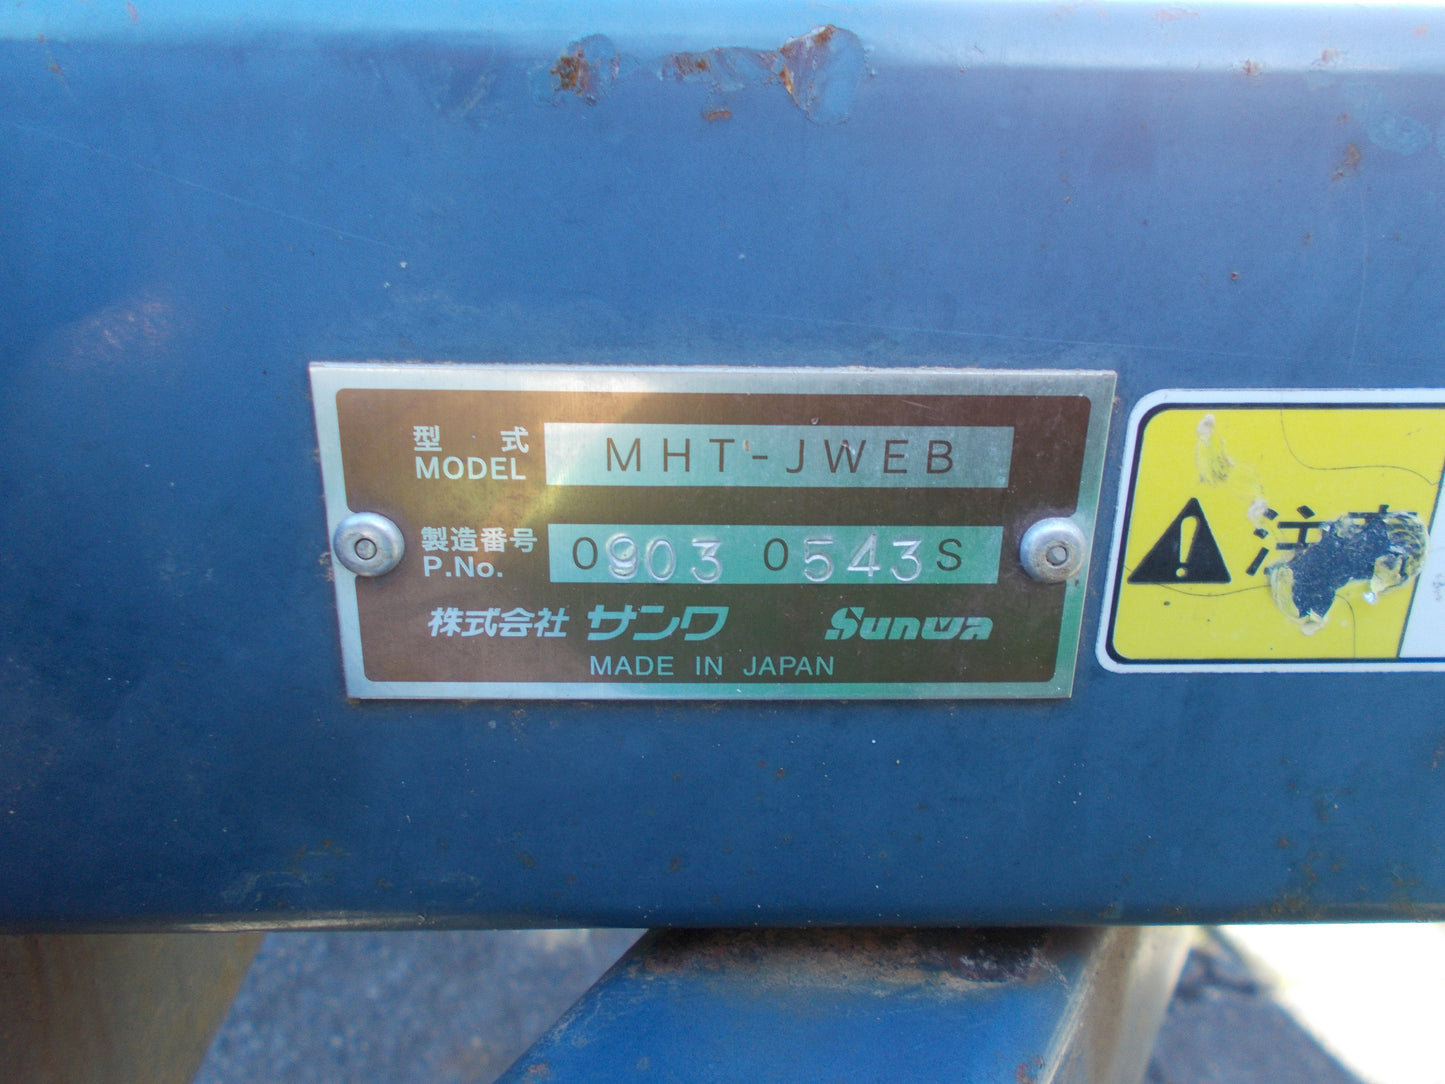 型式 MHT-JWEB
MODEL
製造番号 0903 0543S
P.No.
株式会社 サンワ Sunwa
MADE IN JAPAN
注